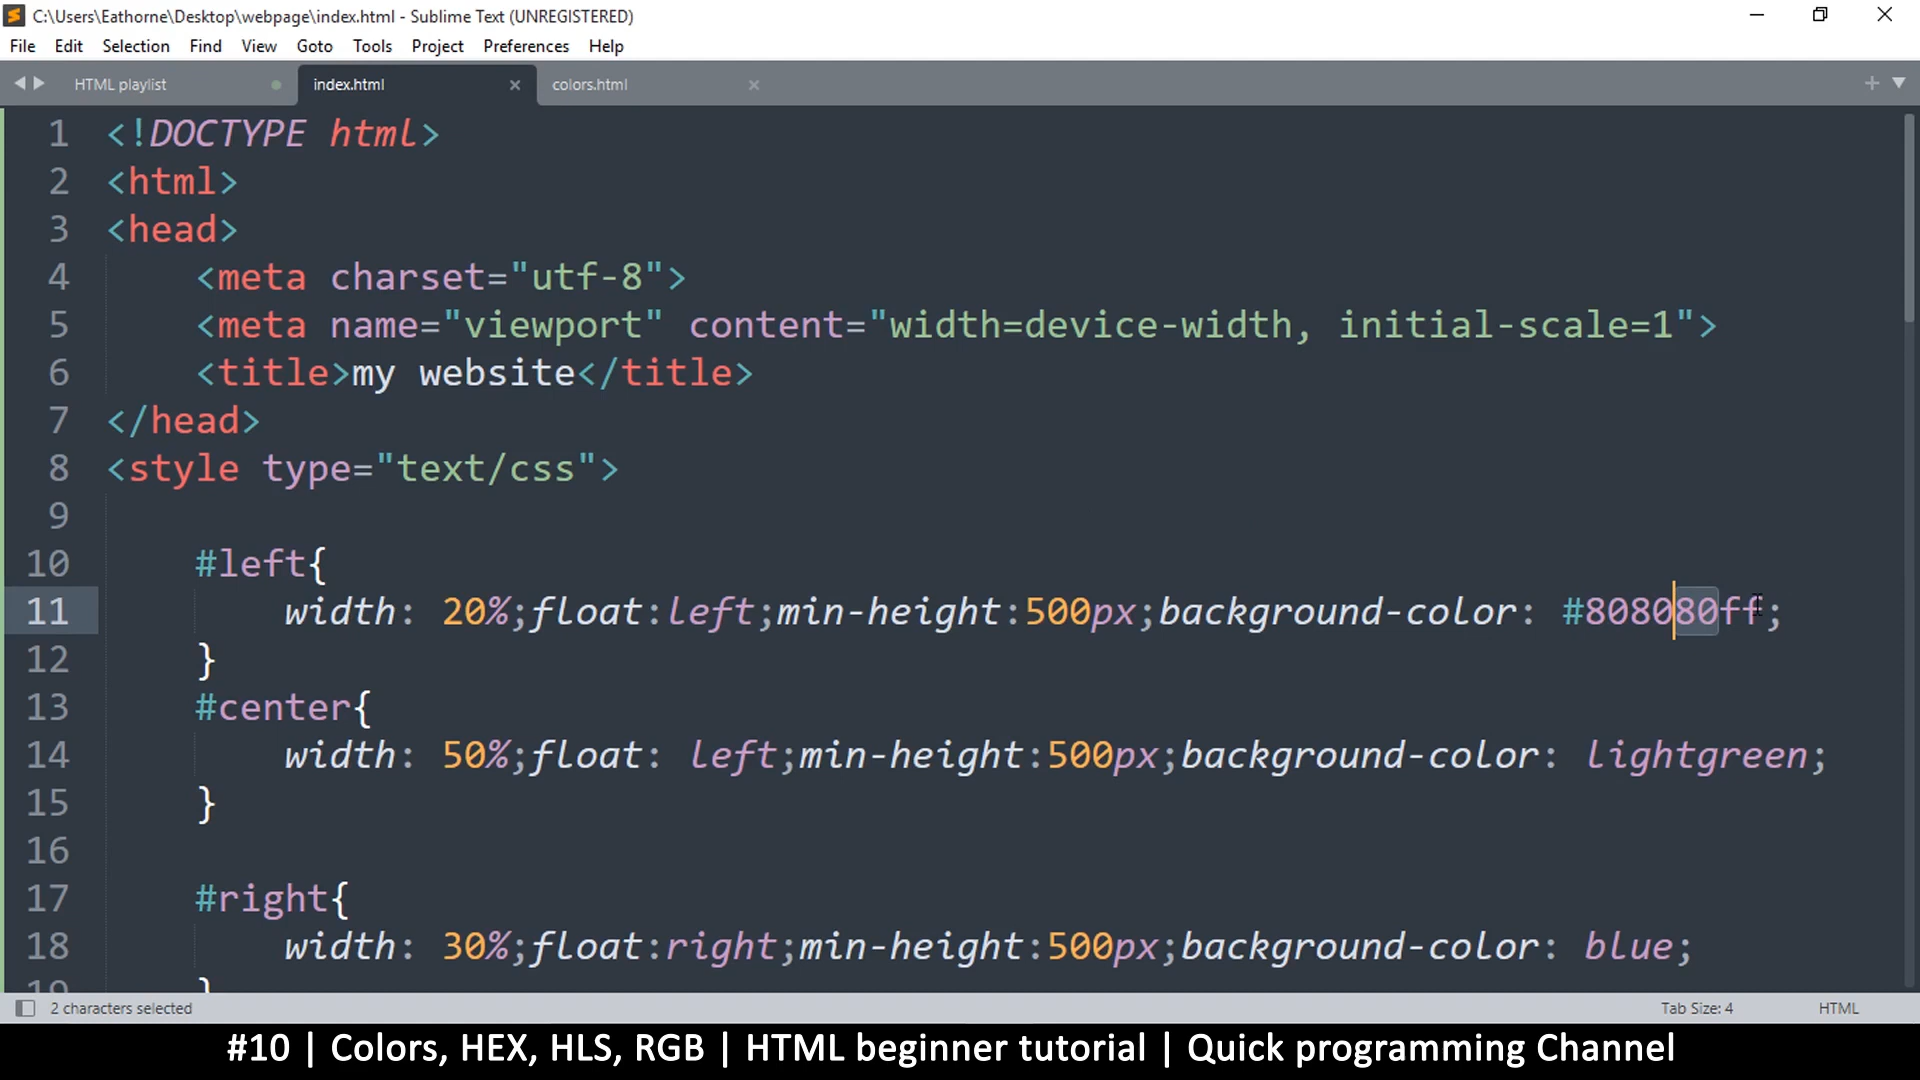 C:\Users\Eathorne\Desktop\webpage\index.html - Sublime Text (UNREGISTERED)
File Edit Selection Find View Goto Tools Project Preferences Help
HTML playlist index.html colors.html
1 <!DOCTYPE html>
2 <html>
3 <head>
4 <meta charset="utf-8">
5 <meta name="viewport" content="width=device-width, initial-scale=1">
6 <title>my website</title>
7 </head>
8 <style type="text/css">
9
10 #left{
11 width: 20%;float:left;min-height:500px;background-color: #808080ff;
12 }
13 #center{
14 width: 50%;float: left;min-height:500px;background-color: lightgreen;
15 }
16
17 #right{
18 width: 30%;float:right;min-height:500px;background-color: blue;
19 }
2 characters selected Tab Size: 4 HTML
#10 | Colors, HEX, HLS, RGB | HTML beginner tutorial | Quick programming Channel